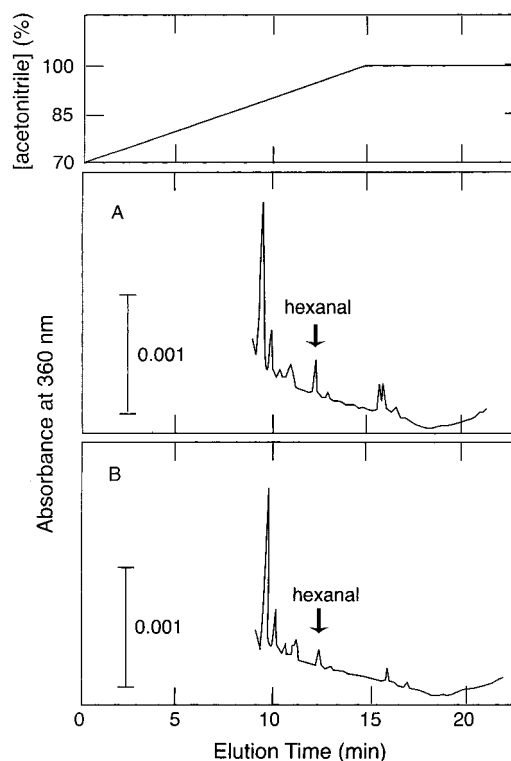 [acetonitrile] (%)
100
85
70
A
hexanal
0.001
Absorbance at 360 nm
B
hexanal
0.001
0 5 10 15 20
Elution Time (min)